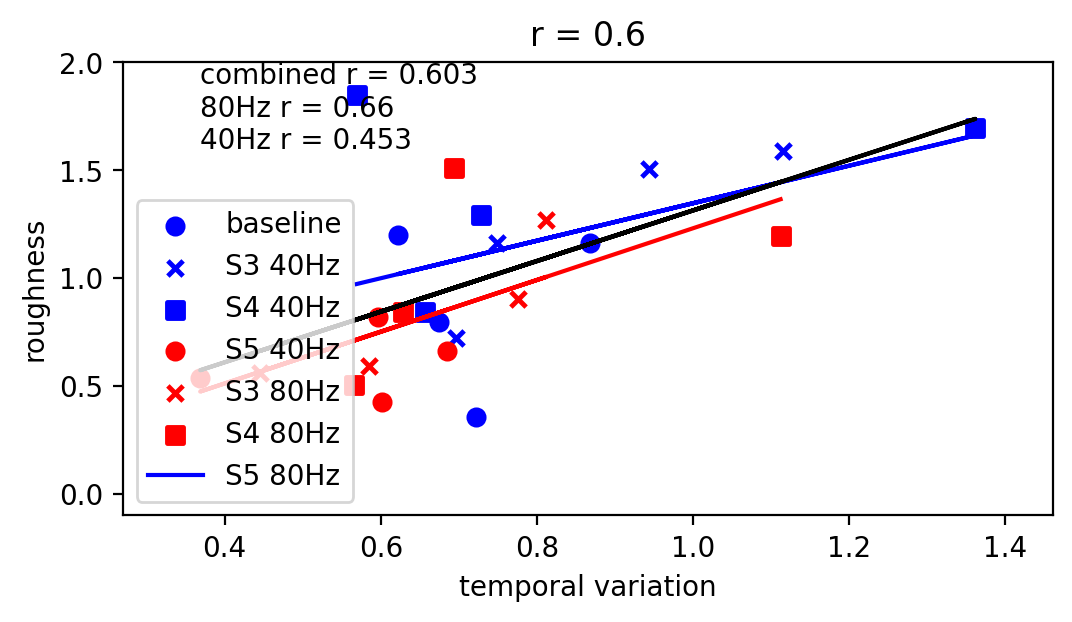 r = 0.6
combined r = 0.603
80Hz r = 0.66
40Hz r = 0.453
2.0
1.5
1.0
0.5
0.0
roughness
baseline
S3 40Hz
S4 40Hz
S5 40Hz
S3 80Hz
S4 80Hz
S5 80Hz
0.4 0.6 0.8 1.0 1.2 1.4
temporal variation